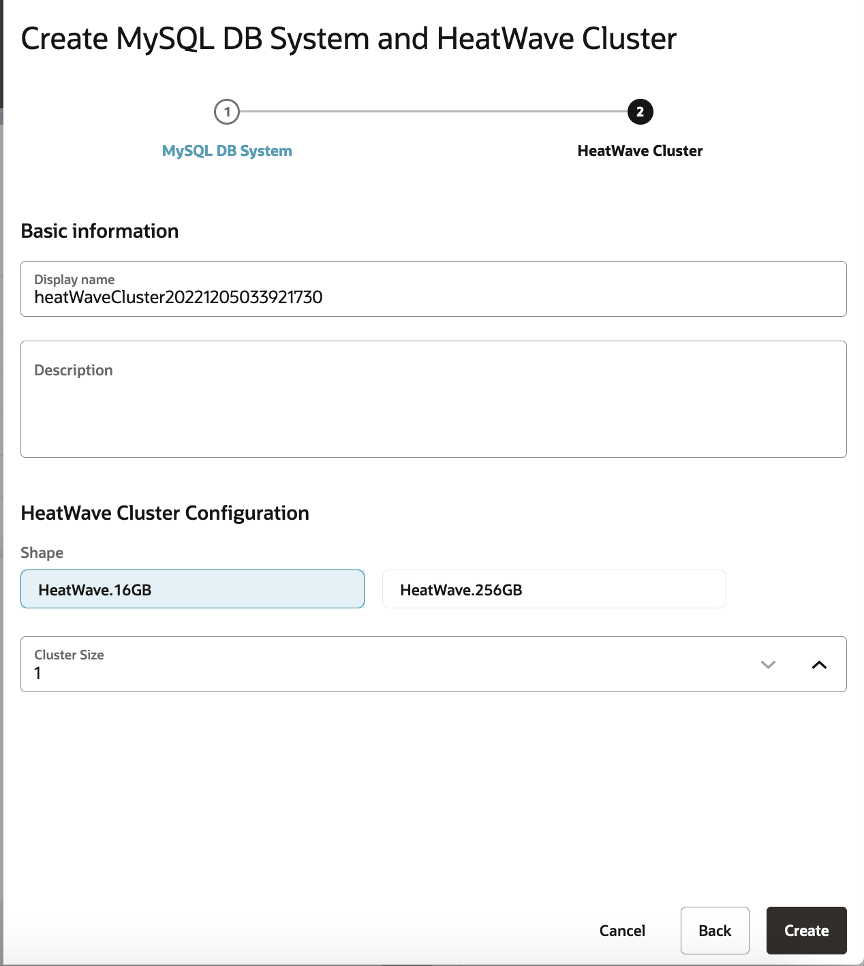 Create MySQL DB System and HeatWave Cluster
1
2
MySQL DB System
HeatWave Cluster
Basic information
Display name
heatWaveCluster20221205033921730
Description
HeatWave Cluster Configuration
Shape
HeatWave.16GB
HeatWave.256GB
Cluster Size
1
Cancel
Back
Create